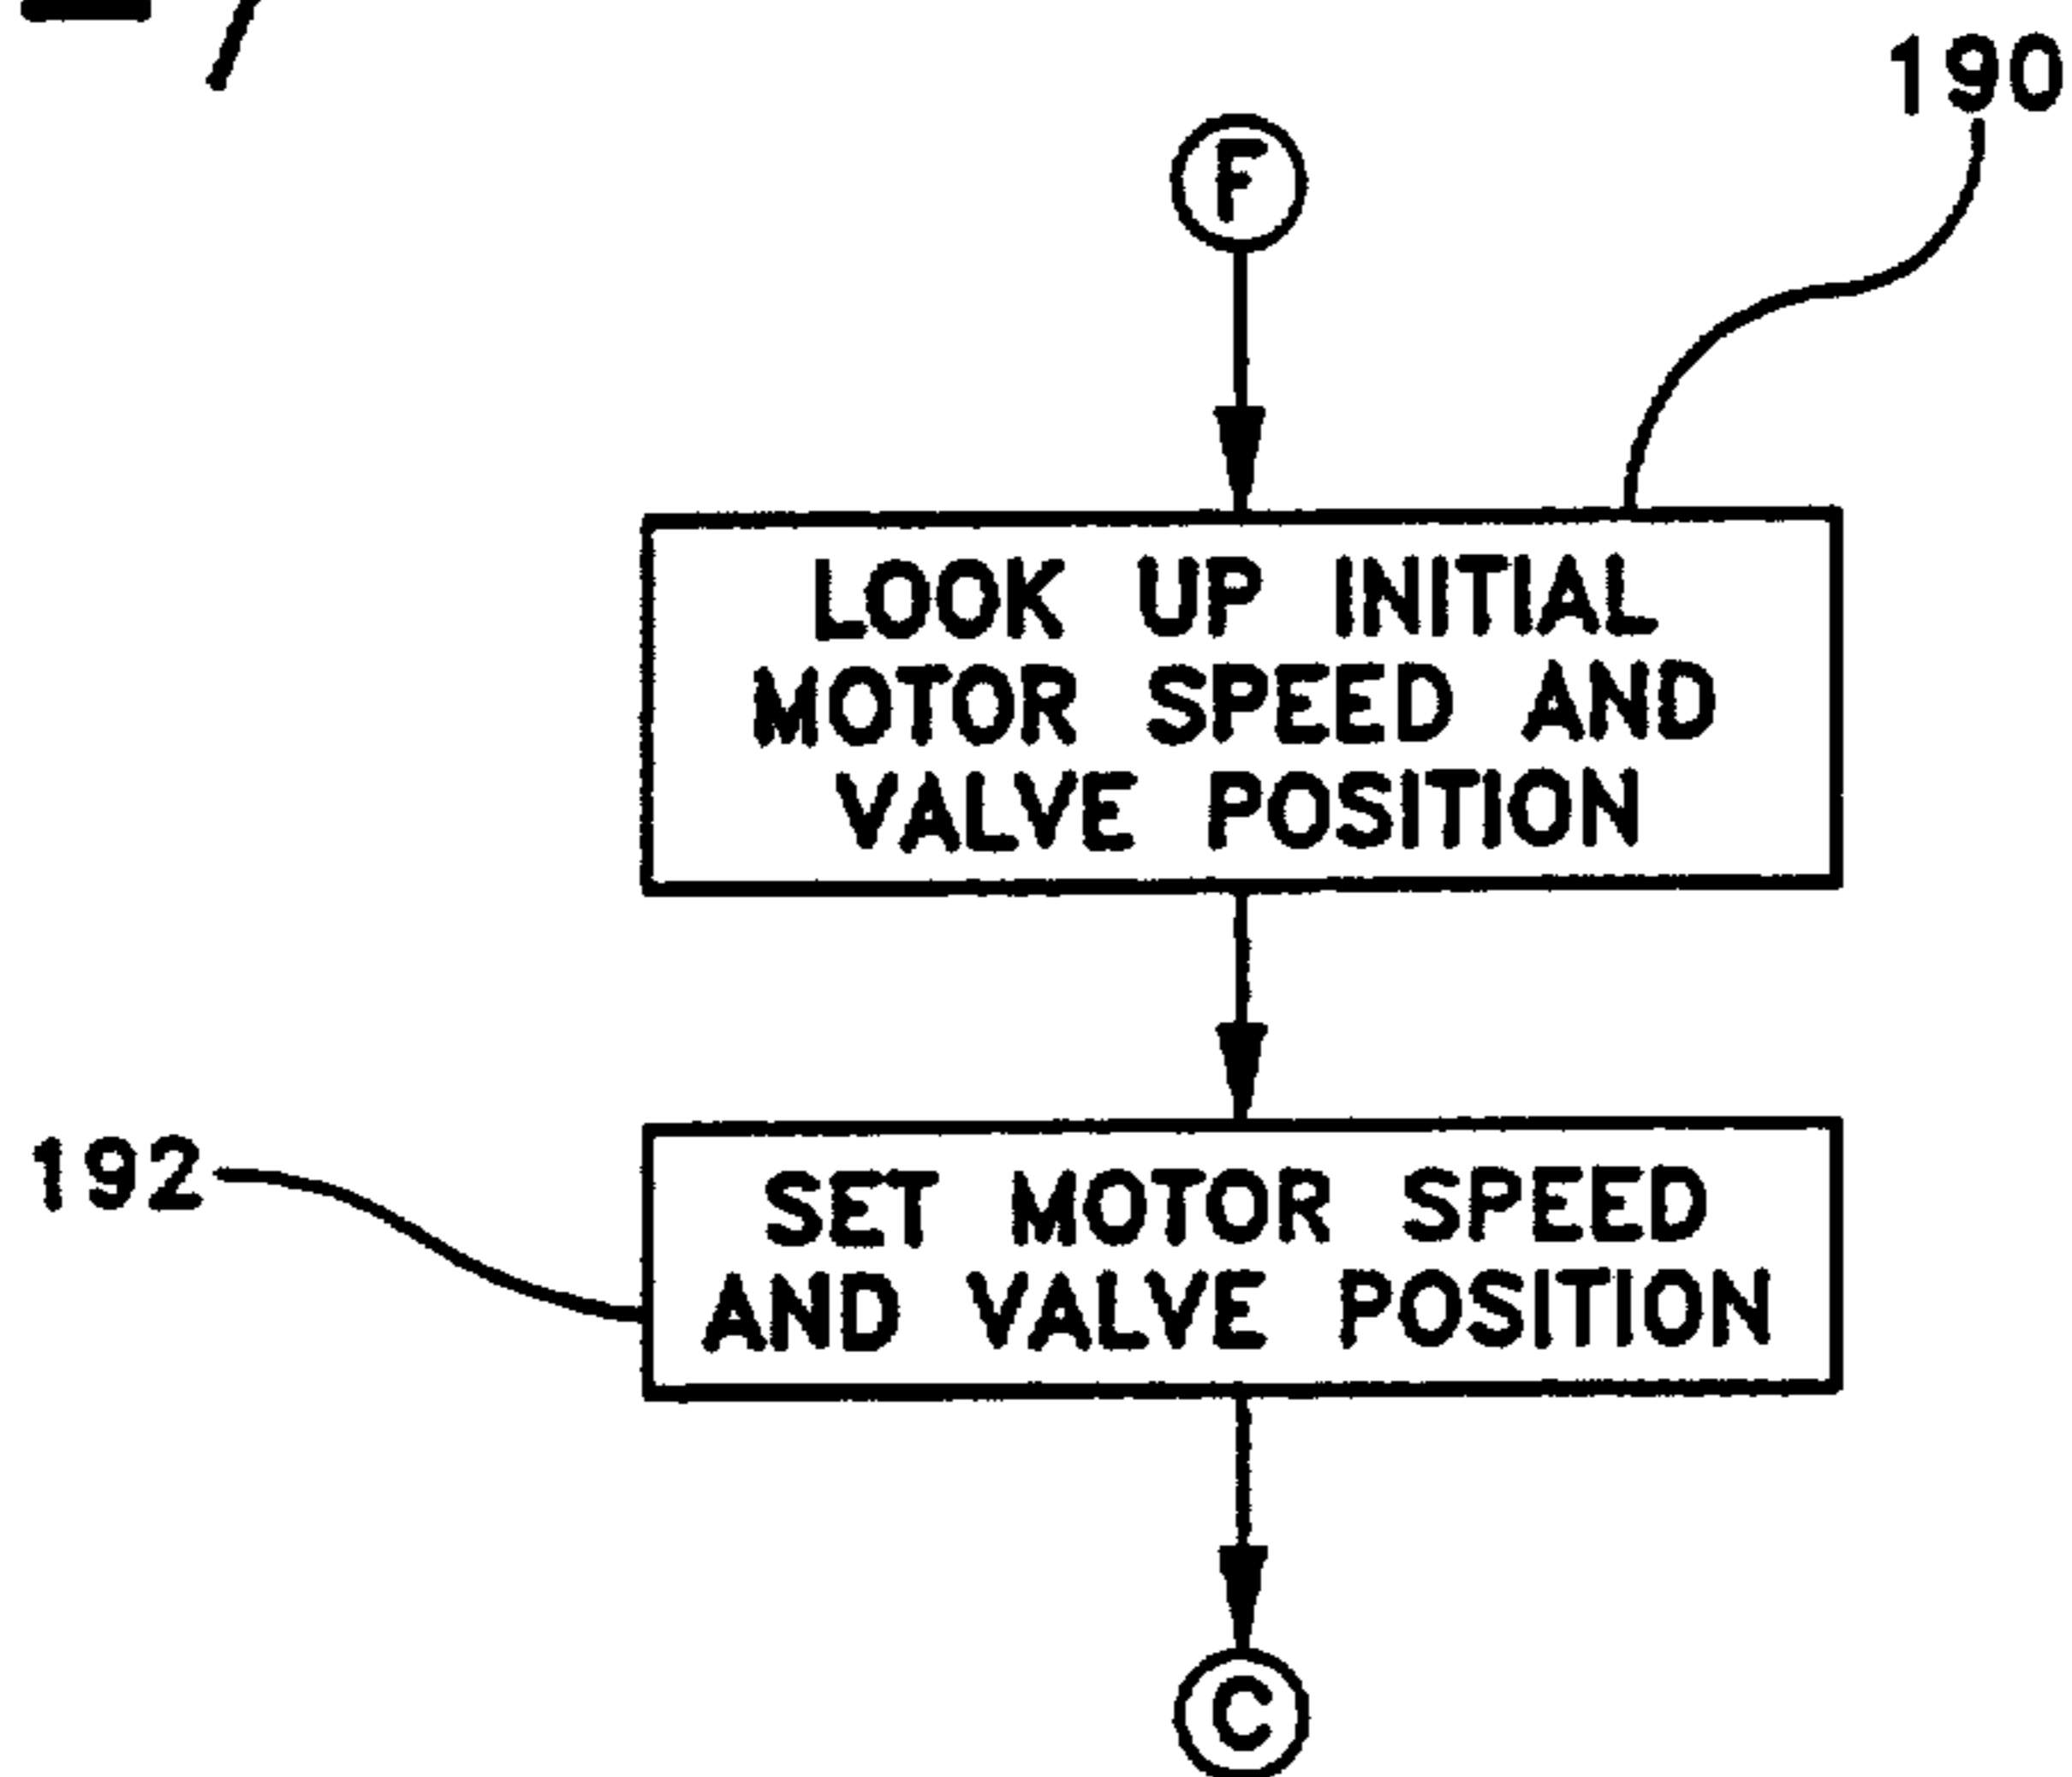 190
F
LOOK UP INITIAL
MOTOR SPEED AND
VALVE POSITION
192
SET MOTOR SPEED
AND VALVE POSITION
C